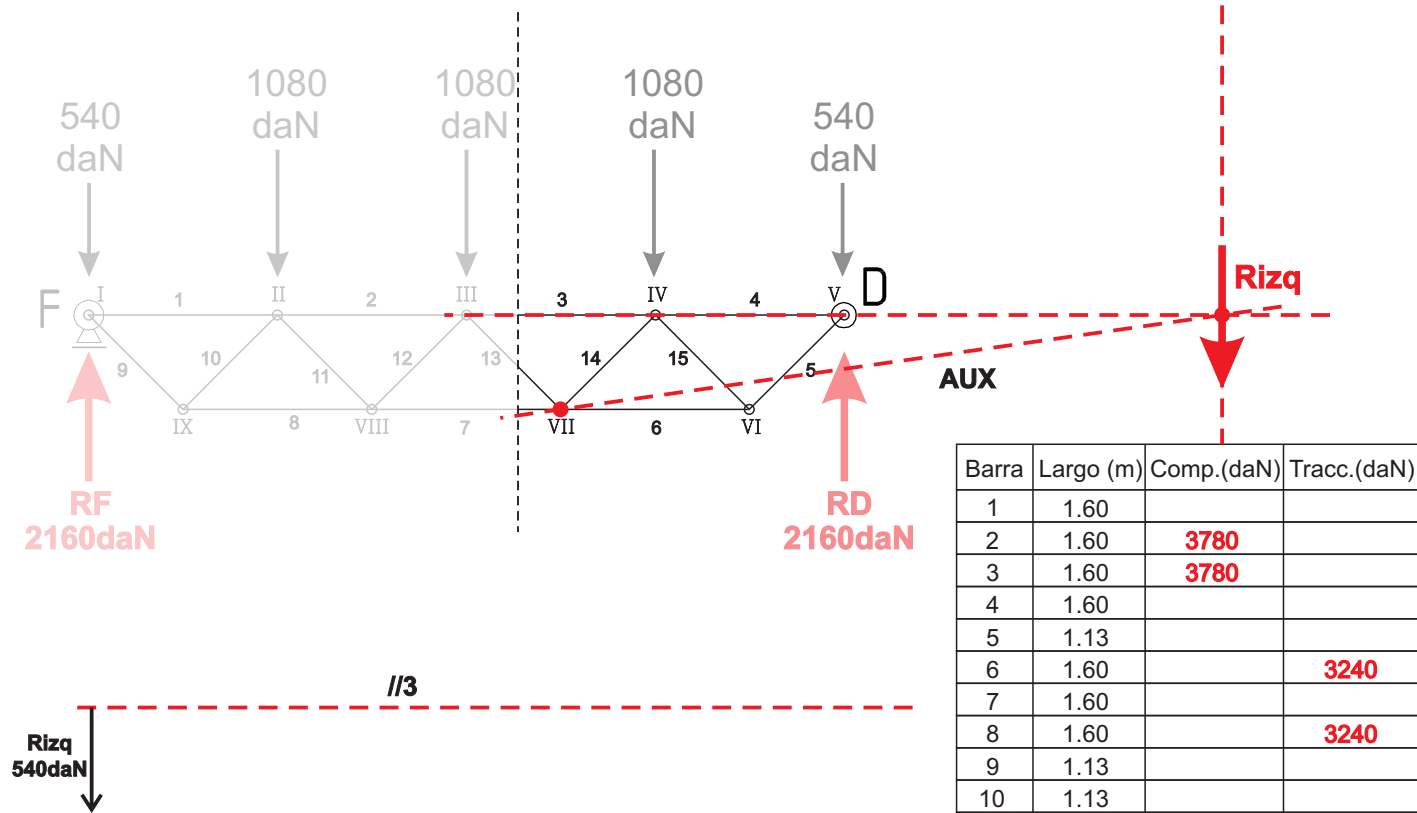 540
daN
1080
daN
1080
daN
1080
daN
540
daN
F
I
1
II
2
III
3
IV
4
V
D
Rizq
9
10
11
12
13
14
15
5
AUX
IX
8
VIII
7
VII
6
VI
RF
2160daN
RD
2160daN
Barra Largo (m) Comp.(daN) Tracc.(daN)
1 1.60
2 1.60 3780
3 1.60 3780
4 1.60
5 1.13
6 1.60 3240
7 1.60
8 1.60 3240
9 1.13
10 1.13
//3
Rizq
540daN